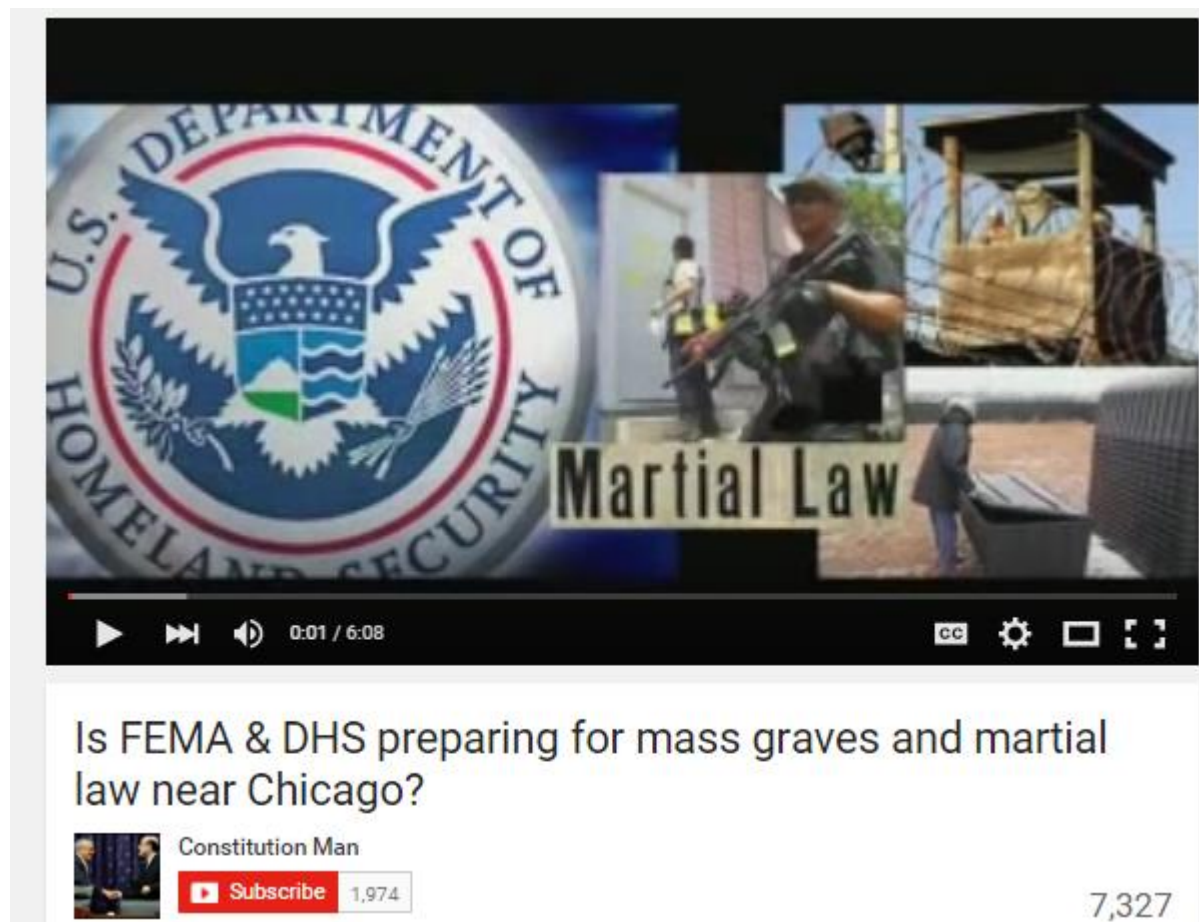 U.S. DEPARTMENT OF
HOMELAND SECURITY
Martial Law
0:01 / 6:08
CC
Is FEMA & DHS preparing for mass graves and martial
law near Chicago?
Constitution Man
Subscribe 1,974
7,327